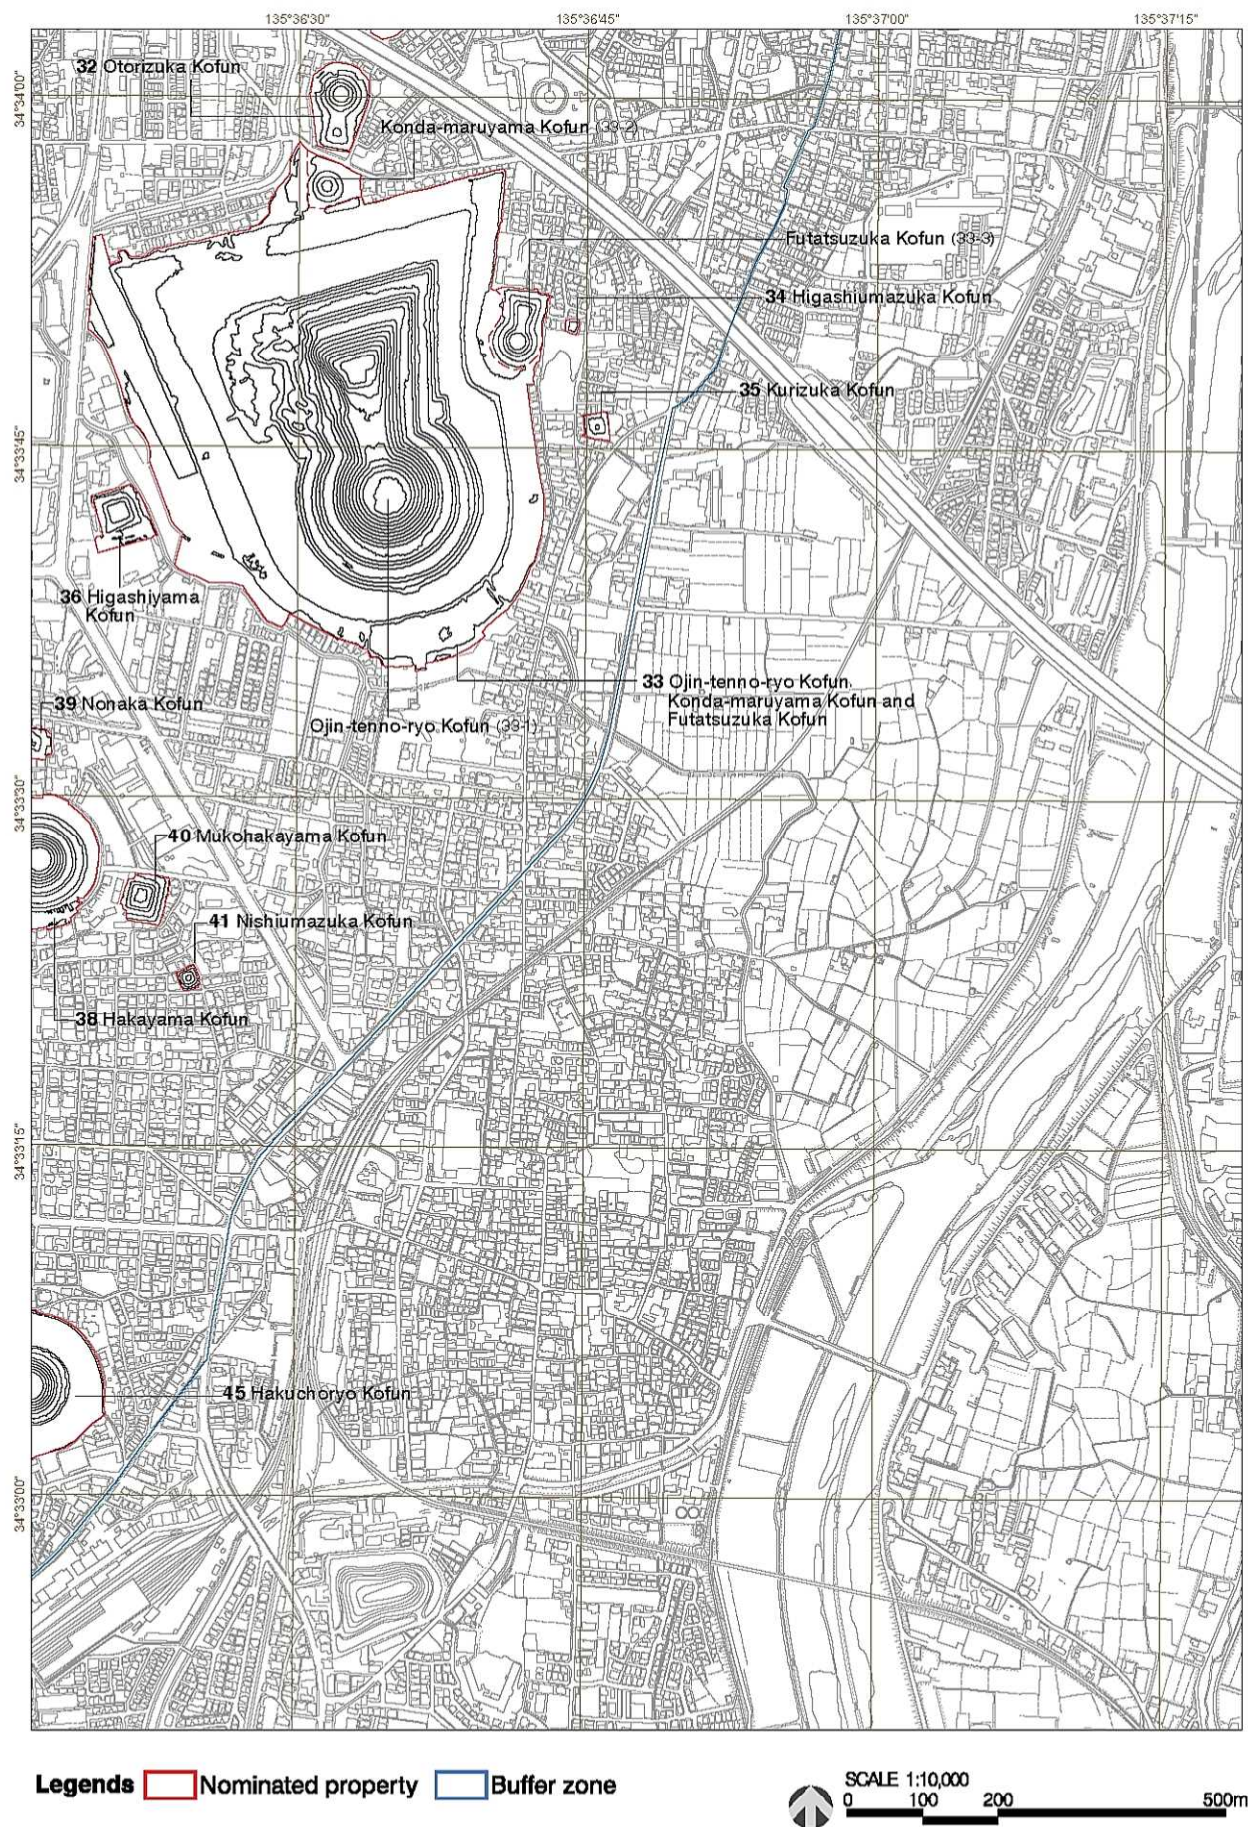 135°36'30" 135°36'45" 135°37'00" 135°37'15"
34°34'0"
34°33'45"
34°33'30"
34°33'15"
34°33'00"
32 Otorizuka Kofun
Konda-maruyama Kofun (33-2)
Futatsuzuka Kofun (33-3)
34 Higashiumazuka Kofun
35 Kurizuka Kofun
36 Higashiyama
Kofun
33 Ojin-tenno-ryo Kofun,
Konda-maruyama Kofun and
Futatsuzuka Kofun
39 Nonaka Kofun
Ojin-tenno-ryo Kofun (33-1)
40 Mukohakayama Kofun
41 Nishiumazuka Kofun
38 Hakayama Kofun
45 Hakuchoryo Kofun
Legends Nominated property Buffer zone
SCALE 1:10,000
0 100 200 500m